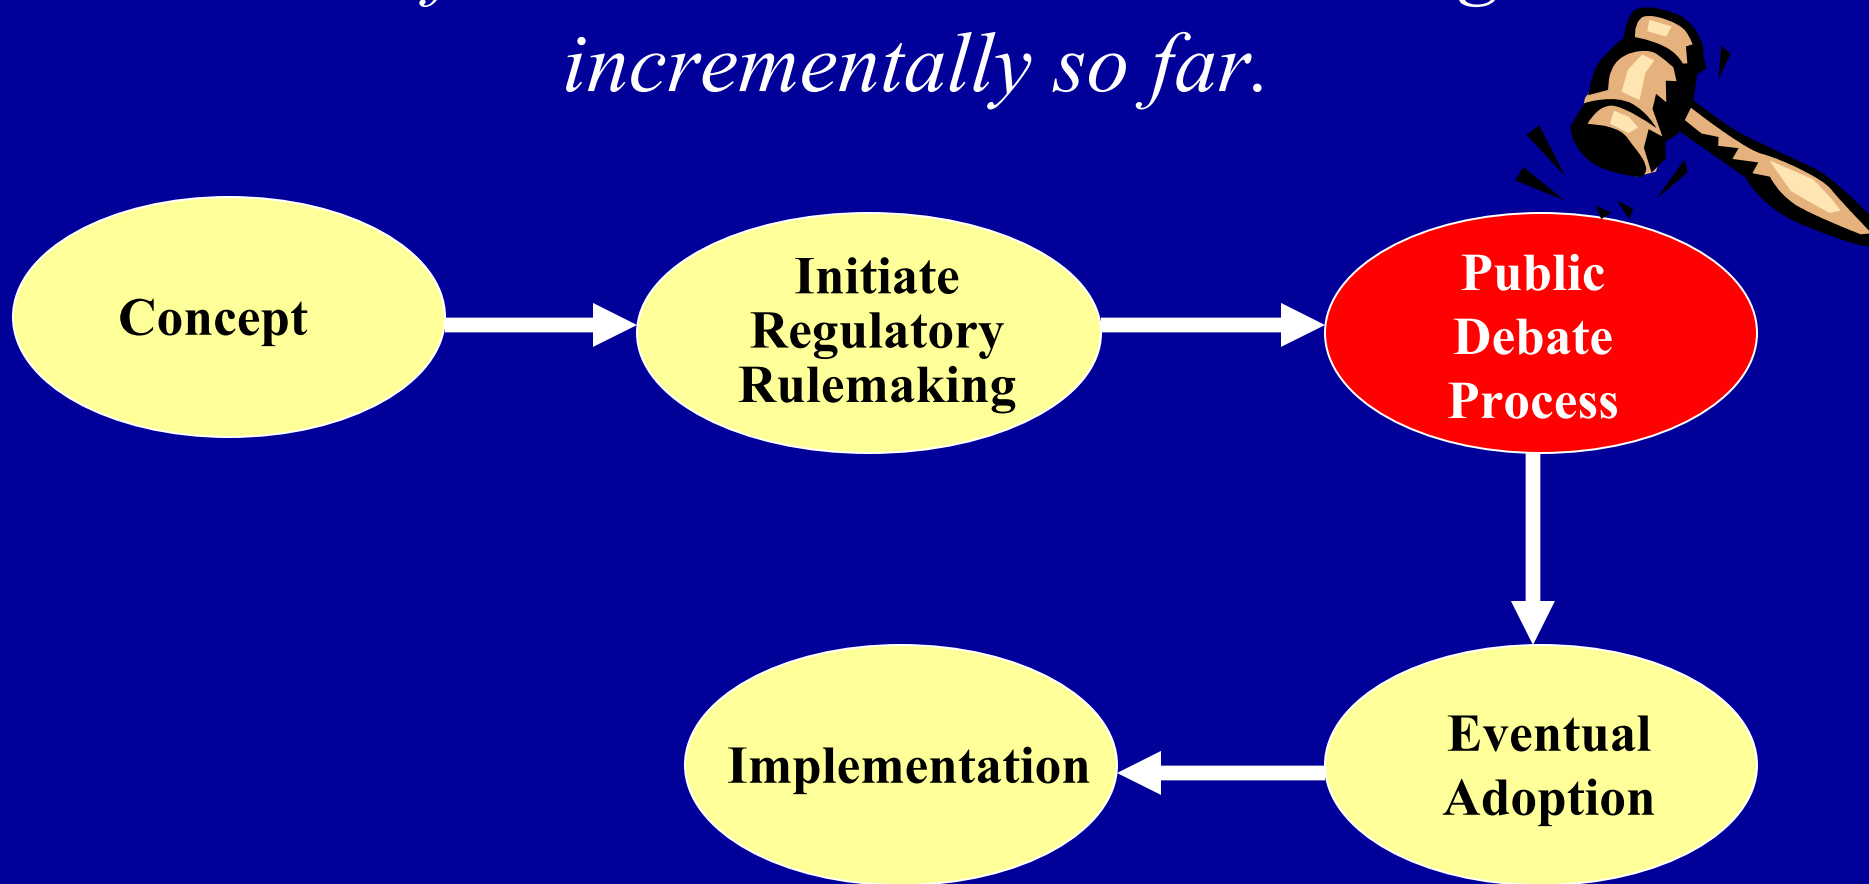 incrementally so far.
Concept
Initiate
Regulatory
Rulemaking
Public
Debate
Process
Eventual
Adoption
Implementation